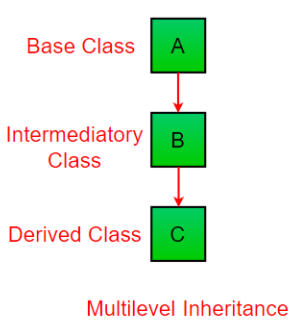 Base Class
A
Intermediatory
Class
B
Derived Class
C
Multilevel Inheritance